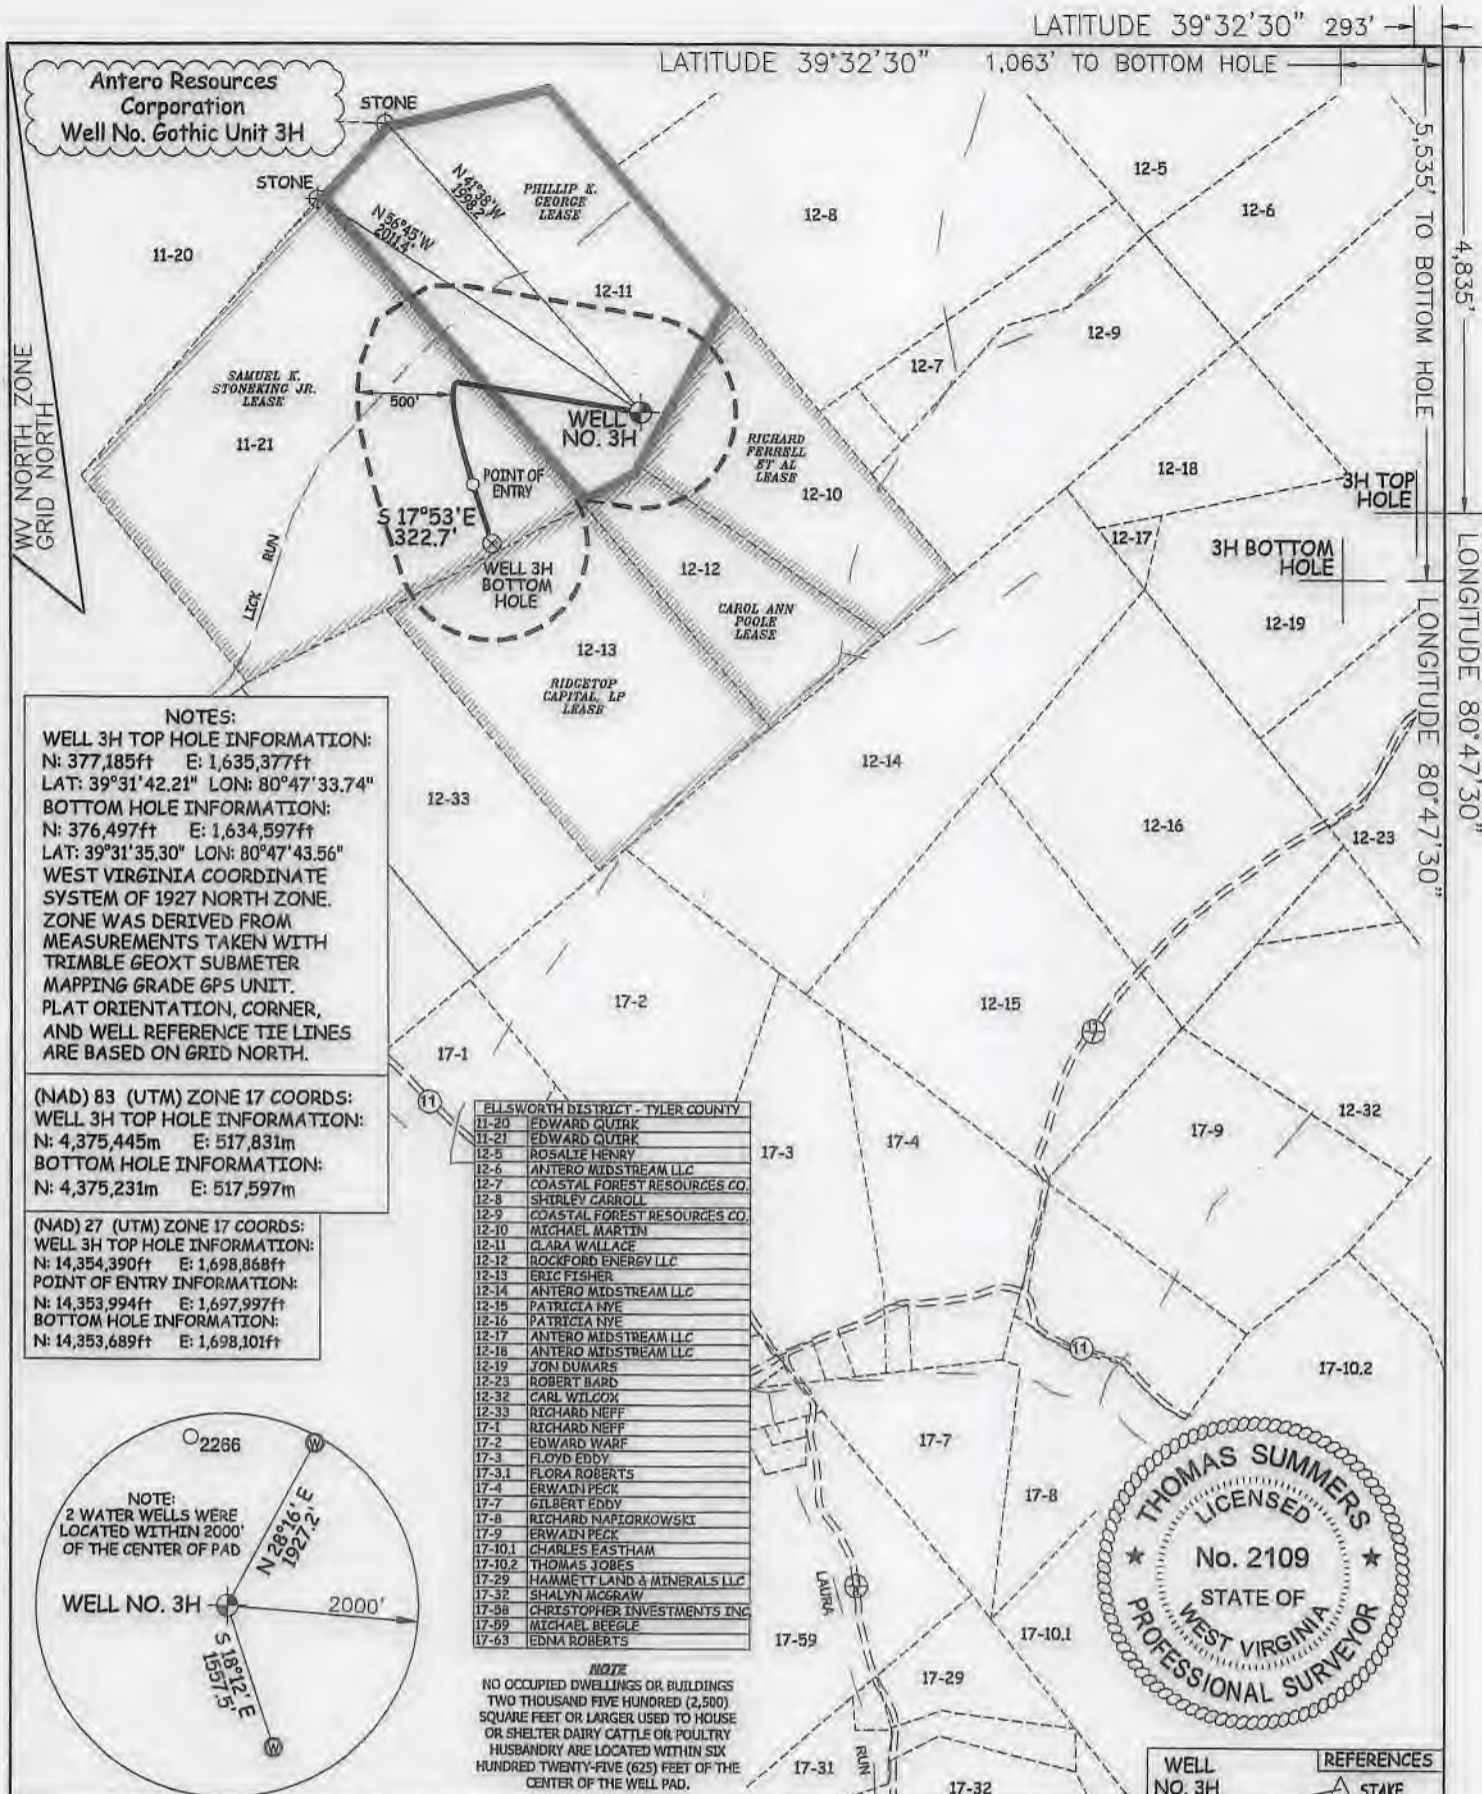 LATITUDE 39°32'30" 293'
LATITUDE 39°32'30" 1,063' TO BOTTOM HOLE
Antero Resources
Corporation
Well No. Gothic Unit 3H
STONE
STONE
N 41°38'W
1998.2'
N 56°45'W
2011.4'
PHILLIP K.
GEORGE
LEASE
12-5
12-6
12-8
11-20
12-11
12-7
12-9
5,535' TO BOTTOM HOLE
4,835'
WV NORTH ZONE
GRID NORTH
SAMUEL K.
STONEKING JR.
LEASE
11-21
500'
WELL
NO. 3H
RICHARD
FERRELL
ET AL
LEASE
12-10
12-18
3H TOP
HOLE
POINT OF
ENTRY
S 17°53'E
322.7'
12-17
3H BOTTOM
HOLE
WELL 3H
BOTTOM
HOLE
LICK RUN
12-12
CAROL ANN
POOLE
LEASE
12-19
12-13
RIDGETOP
CAPITAL, LP
LEASE
LONGITUDE 80°47'30"
LONGITUDE 80°47'30"
NOTES:
WELL 3H TOP HOLE INFORMATION:
N: 377,185ft E: 1,635,377ft
LAT: 39°31'42.21" LON: 80°47'33.74"
BOTTOM HOLE INFORMATION:
N: 376,497ft E: 1,634,597ft
LAT: 39°31'35.30" LON: 80°47'43.56"
WEST VIRGINIA COORDINATE
SYSTEM OF 1927 NORTH ZONE.
ZONE WAS DERIVED FROM
MEASUREMENTS TAKEN WITH
TRIMBLE GEOXT SUBMETER
MAPPING GRADE GPS UNIT.
PLAT ORIENTATION, CORNER,
AND WELL REFERENCE TIE LINES
ARE BASED ON GRID NORTH.
12-14
12-33
12-16
12-23
17-2
12-15
17-1
11
11
(NAD) 83 (UTM) ZONE 17 COORDS:
WELL 3H TOP HOLE INFORMATION:
N: 4,375,445m E: 517,831m
BOTTOM HOLE INFORMATION:
N: 4,375,231m E: 517,597m
(NAD) 27 (UTM) ZONE 17 COORDS:
WELL 3H TOP HOLE INFORMATION:
N: 14,354,390ft E: 1,698,868ft
POINT OF ENTRY INFORMATION:
N: 14,353,994ft E: 1,697,997ft
BOTTOM HOLE INFORMATION:
N: 14,353,689ft E: 1,698,101ft
ELLSWORTH DISTRICT - TYLER COUNTY
11-20 EDWARD QUIRK
11-21 EDWARD QUIRK
12-5 ROSALIE HENRY
12-6 ANTERO MIDSTREAM LLC
12-7 COASTAL FOREST RESOURCES CO.
12-8 SHIRLEY CARROLL
12-9 COASTAL FOREST RESOURCES CO.
12-10 MICHAEL MARTIN
12-11 CLARA WALLACE
12-12 ROCKFORD ENERGY LLC
12-13 ERIC FISHER
12-14 ANTERO MIDSTREAM LLC
12-15 PATRICIA NYE
12-16 PATRICIA NYE
12-17 ANTERO MIDSTREAM LLC
12-18 ANTERO MIDSTREAM LLC
12-19 JON DUMARS
12-23 ROBERT BARD
12-32 CARL WILCOX
12-33 RICHARD NEFF
17-1 RICHARD NEFF
17-2 EDWARD WARF
17-3 FLOYD EDDY
17-3.1 FLORA ROBERTS
17-4 ERWAIN PECK
17-7 GILBERT EDDY
17-8 RICHARD NAPIORKOWSKI
17-9 ERWAIN PECK
17-10.1 CHARLES EASTHAM
17-10.2 THOMAS JOBES
17-29 HAMMETT LAND & MINERALS LLC
17-32 SHALYN MCGRAW
17-58 CHRISTOPHER INVESTMENTS INC
17-59 MICHAEL BEEGLE
17-63 EDNA ROBERTS
12-32
17-3
17-4
17-9
11
17-10.2
17-7
17-8
2266
W
NOTE:
2 WATER WELLS WERE
LOCATED WITHIN 2000'
OF THE CENTER OF PAD
N 28°16' E
1927.2'
WELL NO. 3H
2000'
S 18°12' E
1557.5'
W
THOMAS SUMMERS
LICENSED
No. 2109
STATE OF
WEST VIRGINIA
PROFESSIONAL SURVEYOR
LAURA
RUN
17-59
17-10.1
17-29
17-31
17-32
NOTE
NO OCCUPIED DWELLINGS OR BUILDINGS
TWO THOUSAND FIVE HUNDRED (2,500)
SQUARE FEET OR LARGER USED TO HOUSE
OR SHELTER DAIRY CATTLE OR POULTRY
HUSBANDRY ARE LOCATED WITHIN SIX
HUNDRED TWENTY-FIVE (625) FEET OF THE
CENTER OF THE WELL PAD.
WELL
NO. 3H
REFERENCES
STAKE